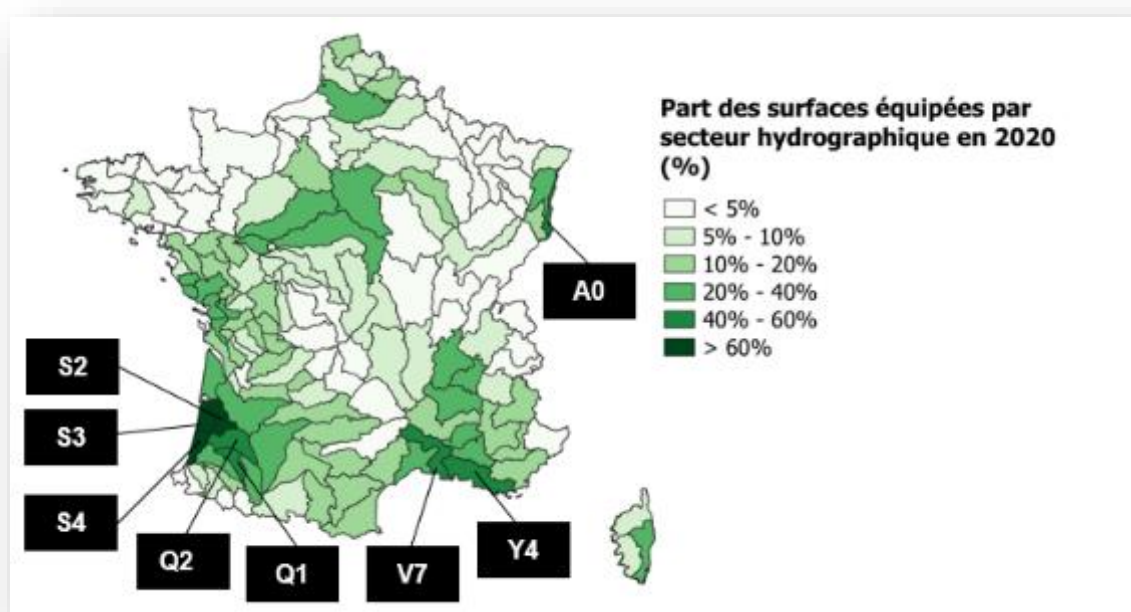 Part des surfaces équipées par
secteur hydrographique en 2020
(%)
< 5%
5% - 10%
10% - 20%
20% - 40%
40% - 60%
> 60%
A0
S2
S3
S4
Q2
Q1
V7
Y4